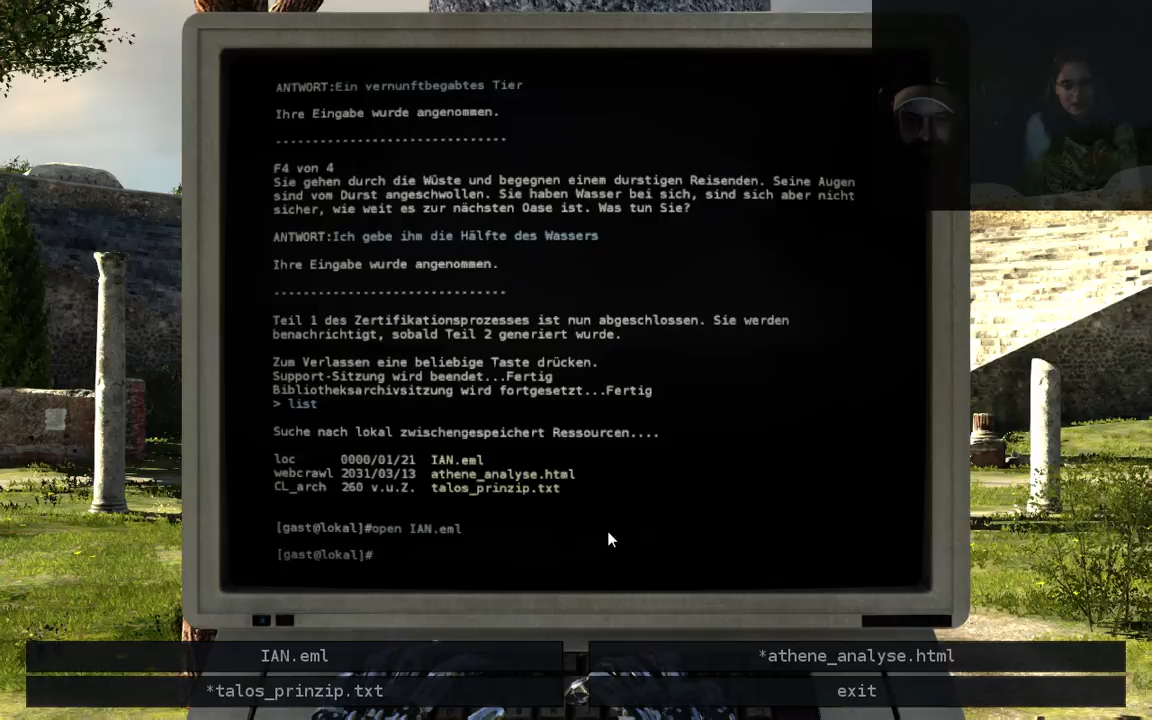 ANTWORT:Ein vernunftbegabtes Tier
Ihre Eingabe wurde angenommen.
------------------------------
F4 von 4
Sie gehen durch die Wüste und begegnen einem durstigen Reisenden. Seine Augen
sind vom Durst angeschwollen. Sie haben Wasser bei sich, sind sich aber nicht
sicher, wie weit es zur nächsten Oase ist. Was tun Sie?
ANTWORT:Ich gebe ihm die Hälfte des Wassers
Ihre Eingabe wurde angenommen.
------------------------------
Teil 1 des Zertifikationsprozesses ist nun abgeschlossen. Sie werden
benachrichtigt, sobald Teil 2 generiert wurde.
Zum Verlassen eine beliebige Taste drücken.
Support-Sitzung wird beendet...Fertig
Bibliotheksarchivsitzung wird fortgesetzt...Fertig
> list
Suche nach lokal zwischengespeichert Ressourcen....
loc 0000/01/21 IAN.eml
webcrawl 2031/03/13 athene_analyse.html
CL_arch 260 v.u.Z. talos_prinzip.txt
[gast@lokal]#open IAN.eml
[gast@lokal]#
IAN.eml
*athene_analyse.html
*talos_prinzip.txt
exit